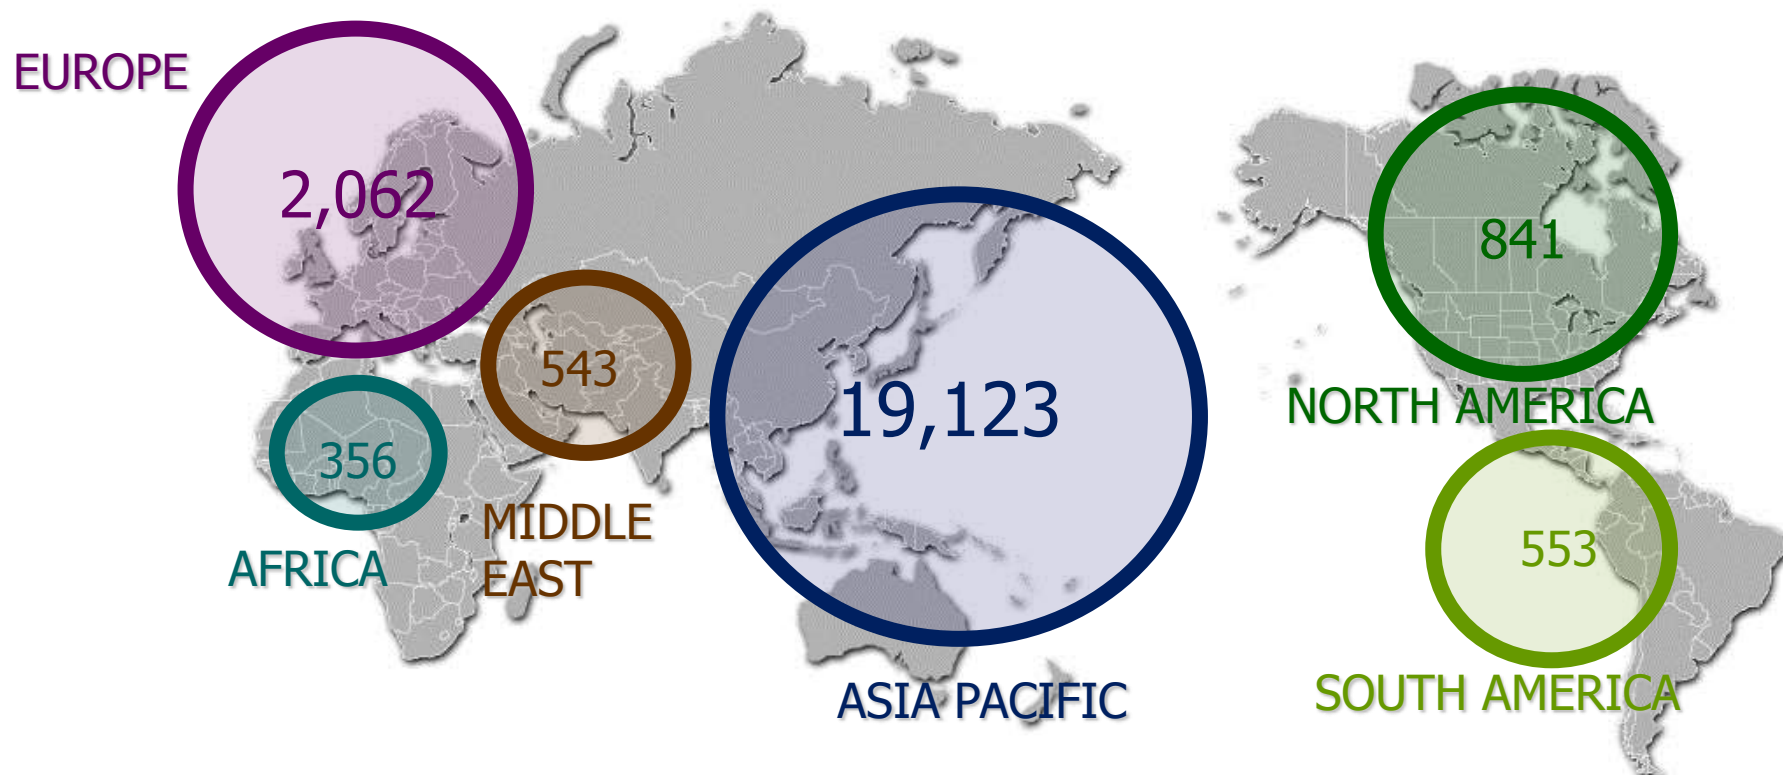 EUROPE
2,062
841
543
19,123
NORTH AMERICA
356
MIDDLE
EAST
AFRICA
553
ASIA PACIFIC
SOUTH AMERICA